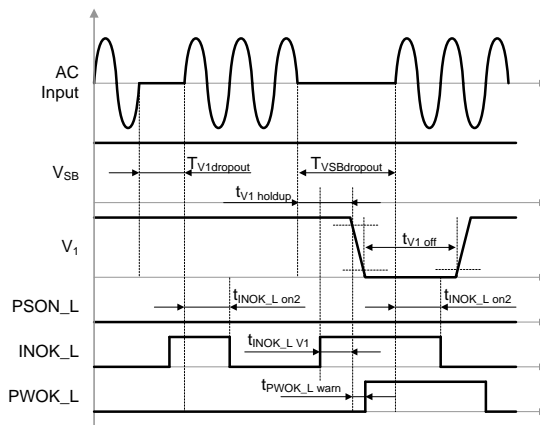 AC
Input
V_SB
T_V1dropout
T_VSBdropout
t_V1 holdup
V_1
t_V1 off
PSON_L
t_INOK_L on2
t_INOK_L on2
INOK_L
t_INOK_L V1
t_PWOK_L warn
PWOK_L